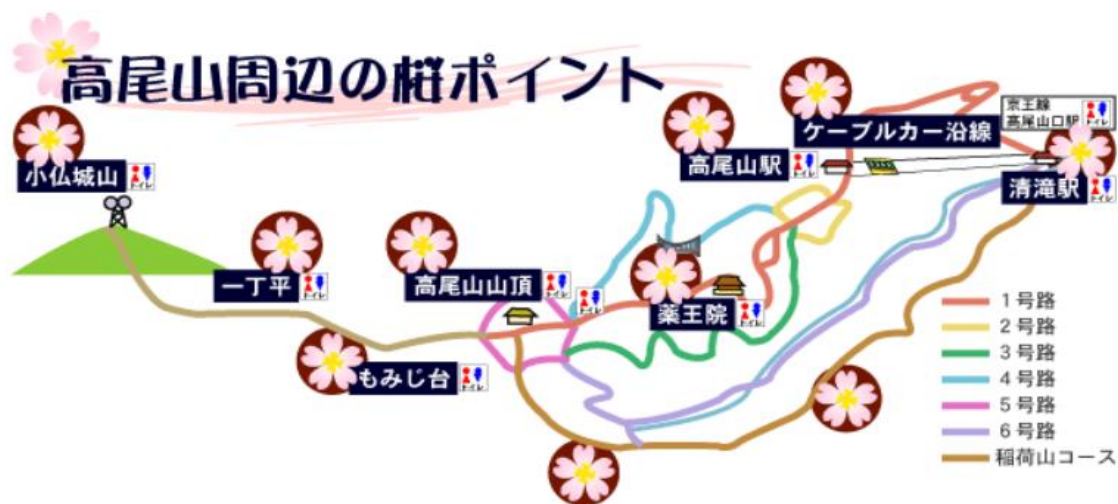 高尾山周辺の桜ポイント
京王線
高尾山口駅
トイレ
ケーブルカー沿線
高尾山駅
トイレ
清滝駅
トイレ
小仏城山
トイレ
一丁平
トイレ
高尾山山頂
トイレ
トイレ
薬王院
トイレ
もみじ台
トイレ
1号路
2号路
3号路
4号路
5号路
6号路
稲荷山コース